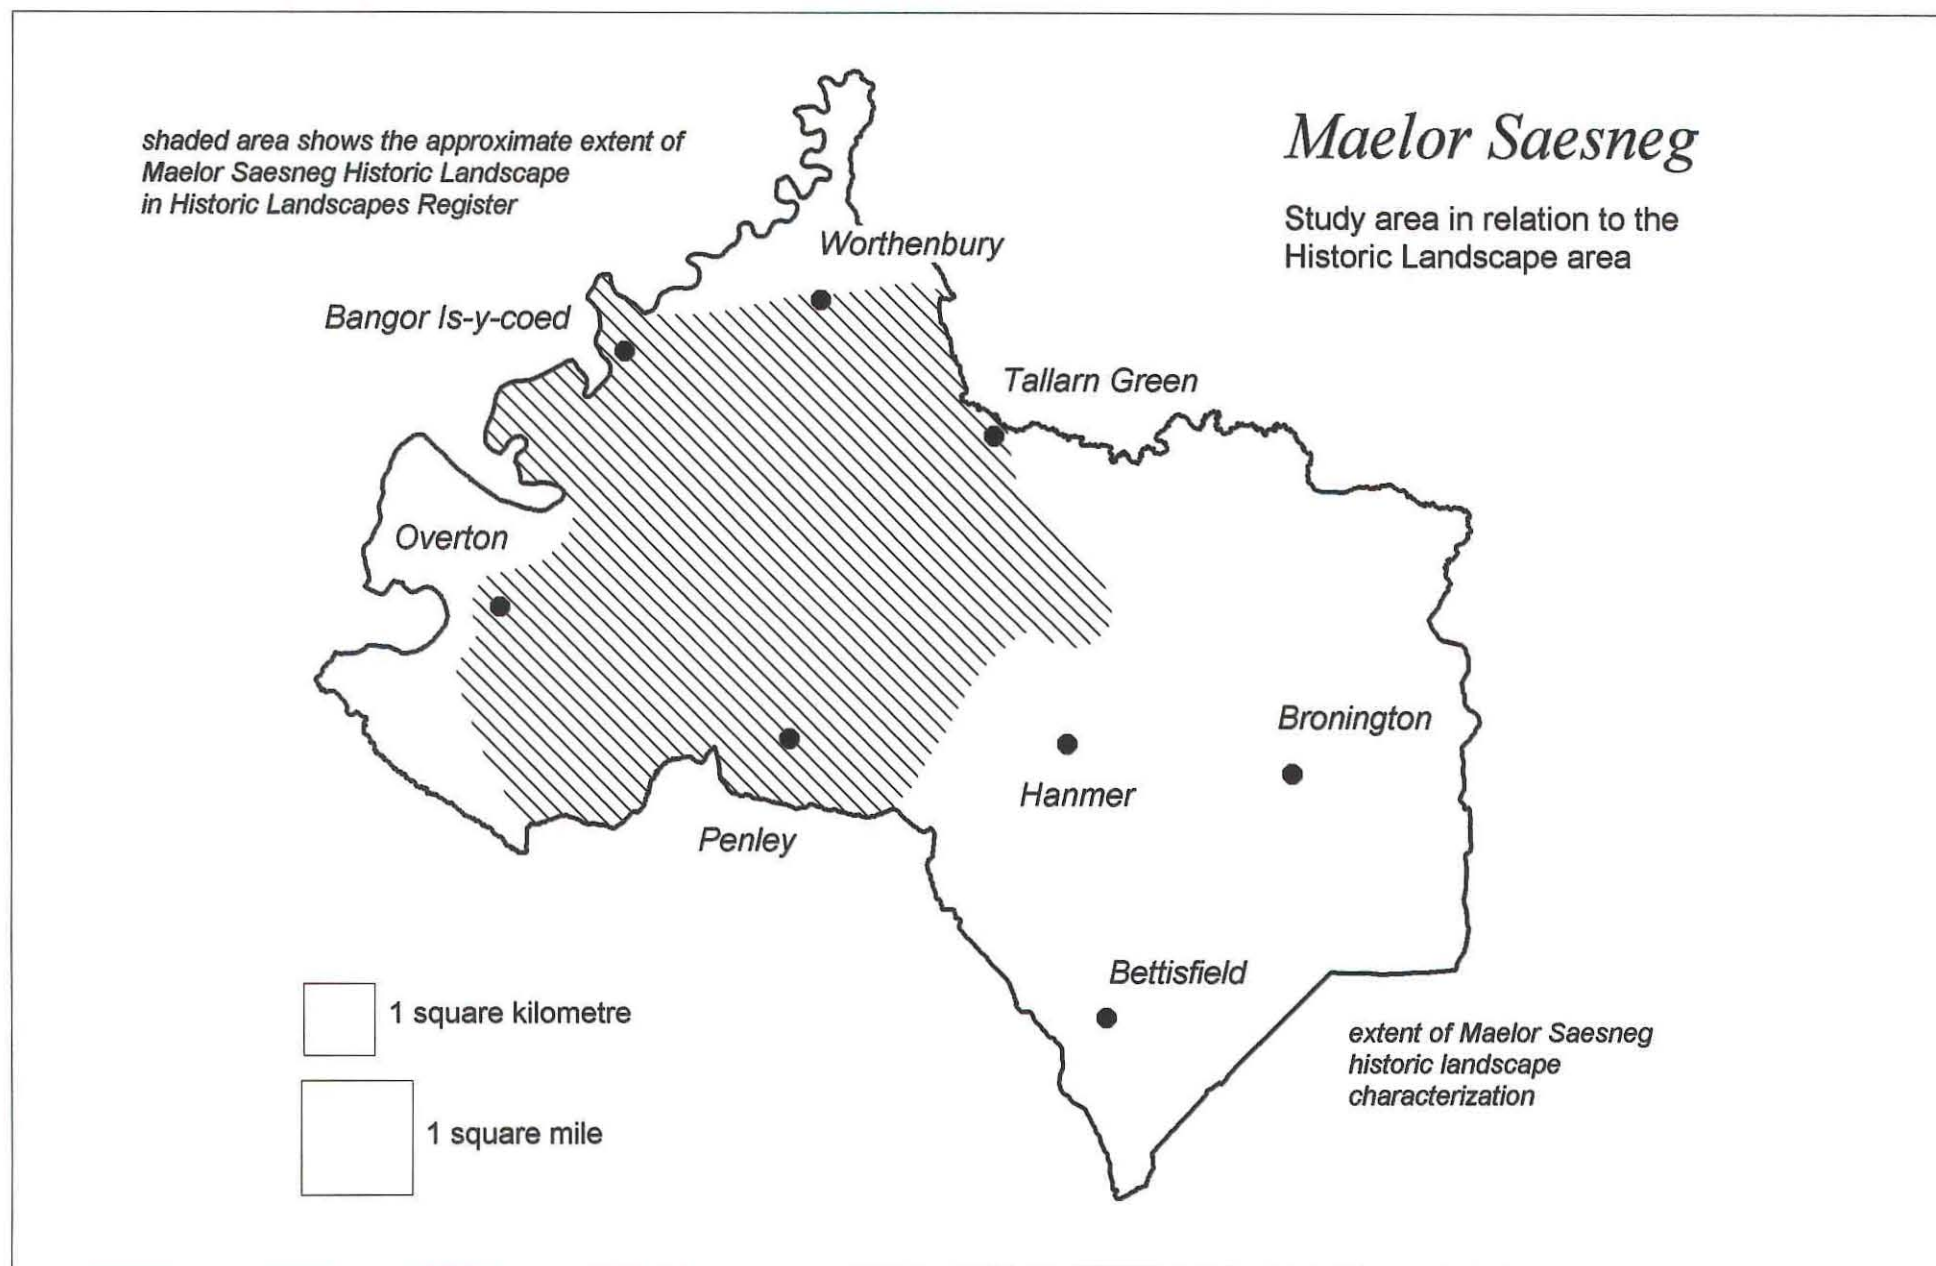 Maelor Saesneg
Study area in relation to the
Historic Landscape area
shaded area shows the approximate extent of
Maelor Saesneg Historic Landscape
in Historic Landscapes Register
Worthenbury
Bangor Is-y-coed
Tallarn Green
Overton
Bronington
Hanmer
Penley
Bettisfield
1 square kilometre
1 square mile
extent of Maelor Saesneg
historic landscape
characterization